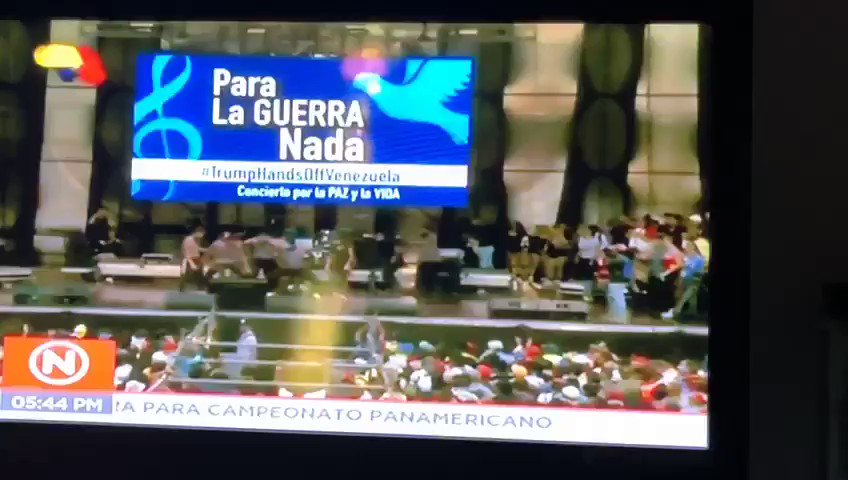 Para
La GUERRA
Nada
#TrumpHandsOffVenezuela
Concierto por la PAZ y la VIDA
N
05:44 PM
A PARA CAMPEONATO PANAMERICANO